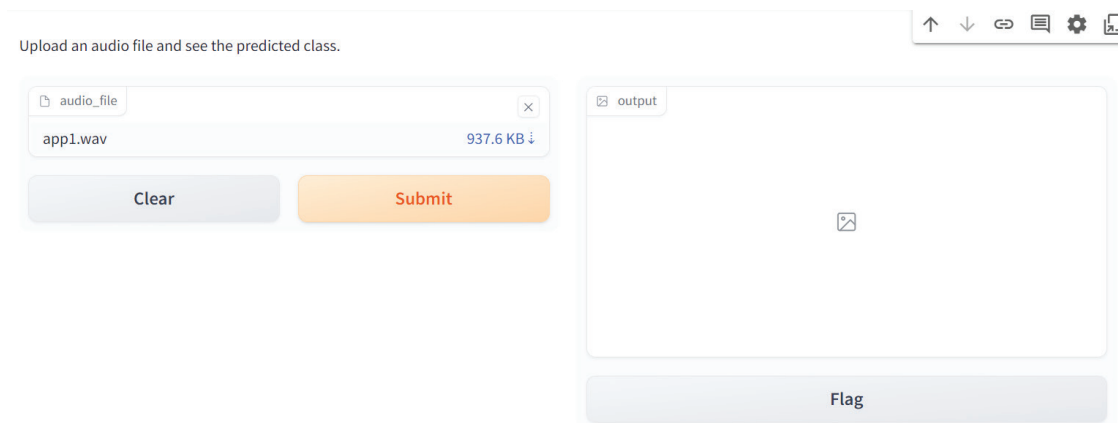 Upload an audio file and see the predicted class.
audio_file
app1.wav 937.6 KB
Clear Submit
output
Flag